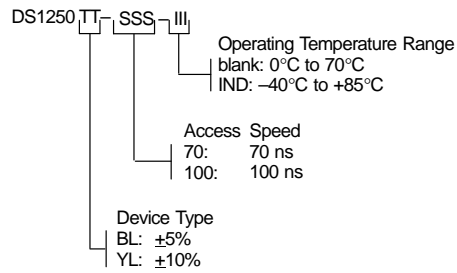 DS1250 TT – SSS – III
Operating Temperature Range
blank: 0°C to 70°C
IND: –40°C to +85°C
Access Speed
70: 70 ns
100: 100 ns
Device Type
BL: ±5%
YL: ±10%